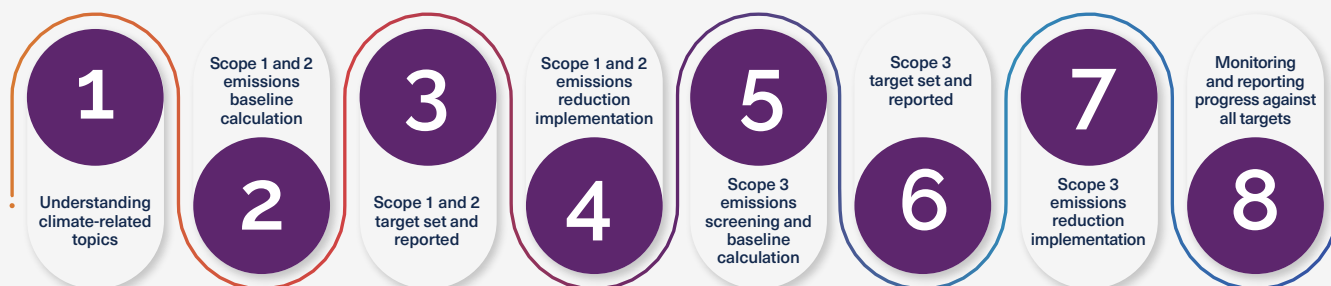 1
Understanding
climate-related
topics
Scope 1 and 2
emissions
baseline
calculation
2
3
Scope 1 and 2
target set and
reported
Scope 1 and 2
emissions
reduction
implementation
4
5
Scope 3
emissions
screening and
baseline
calculation
Scope 3
target set and
reported
6
7
Scope 3
emissions
reduction
implementation
Monitoring
and reporting
progress against
all targets
8